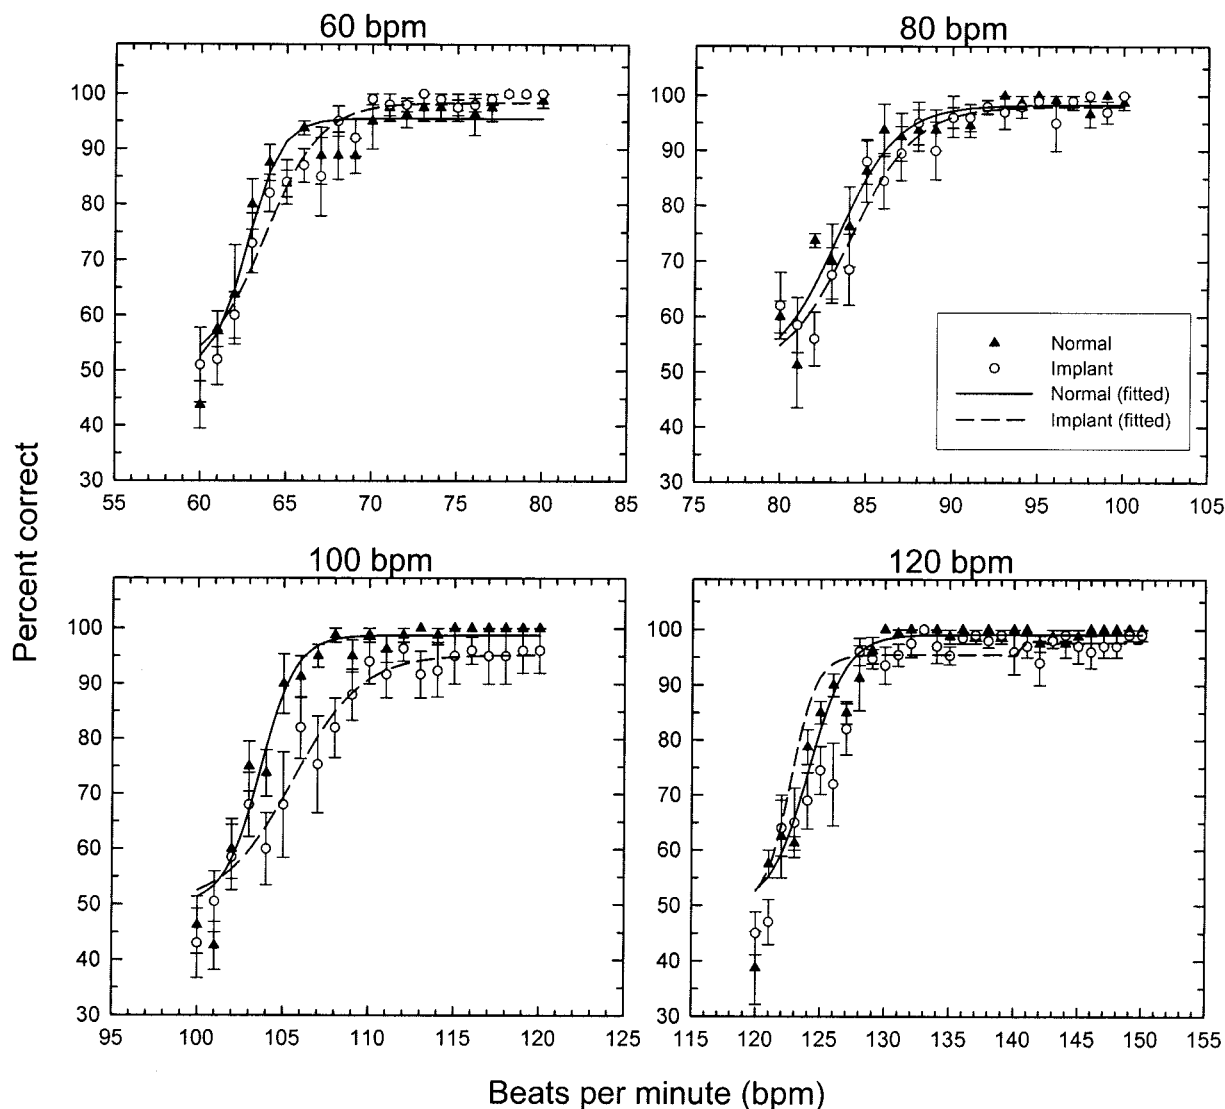 60 bpm
80 bpm
100
90
80
70
60
50
40
30
55 60 65 70 75 80 85
100
90
80
70
60
50
40
30
75 80 85 90 95 100 105
Normal
Implant
Normal (fitted)
Implant (fitted)
Percent correct
100 bpm
120 bpm
100
90
80
70
60
50
40
30
95 100 105 110 115 120 125
100
90
80
70
60
50
40
30
115 120 125 130 135 140 145 150 155
Beats per minute (bpm)